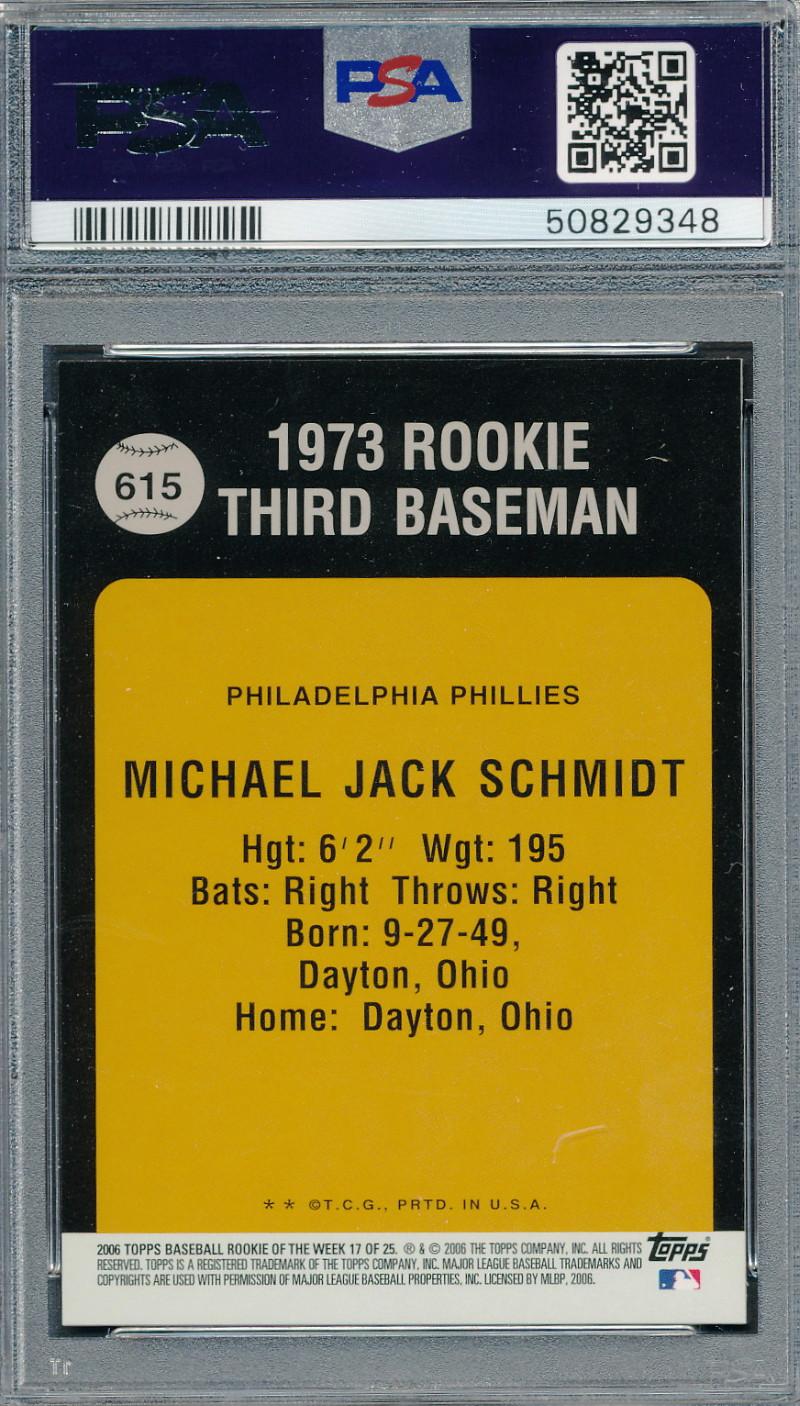 PSA
PSA
50829348
615
1973 ROOKIE
THIRD BASEMAN
PHILADELPHIA PHILLIES
MICHAEL JACK SCHMIDT
Hgt: 6'2'' Wgt: 195
Bats: Right Throws: Right
Born: 9-27-49,
Dayton, Ohio
Home: Dayton, Ohio
* * ©T.C.G., PRTD. IN U.S.A.
2006 TOPPS BASEBALL ROOKIE OF THE WEEK 17 OF 25. ® & © 2006 THE TOPPS COMPANY, INC. ALL RIGHTS
RESERVED. TOPPS IS A REGISTERED TRADEMARK OF THE TOPPS COMPANY, INC. MAJOR LEAGUE BASEBALL TRADEMARKS AND
COPYRIGHTS ARE USED WITH PERMISSION OF MAJOR LEAGUE BASEBALL PROPERTIES, INC. LICENSED BY MLBP, 2006.
Topps